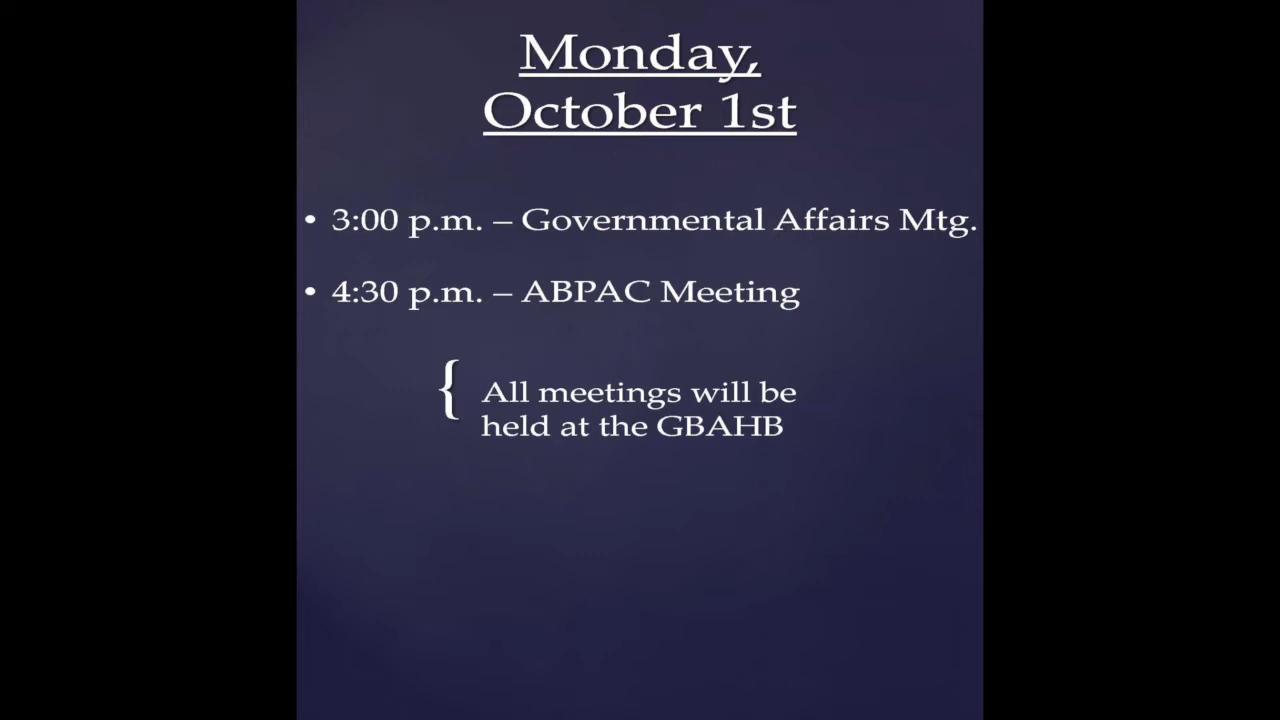 Monday,
October 1st
• 3:00 p.m. – Governmental Affairs Mtg.
• 4:30 p.m. – ABPAC Meeting
{ All meetings will be
held at the GBAHB